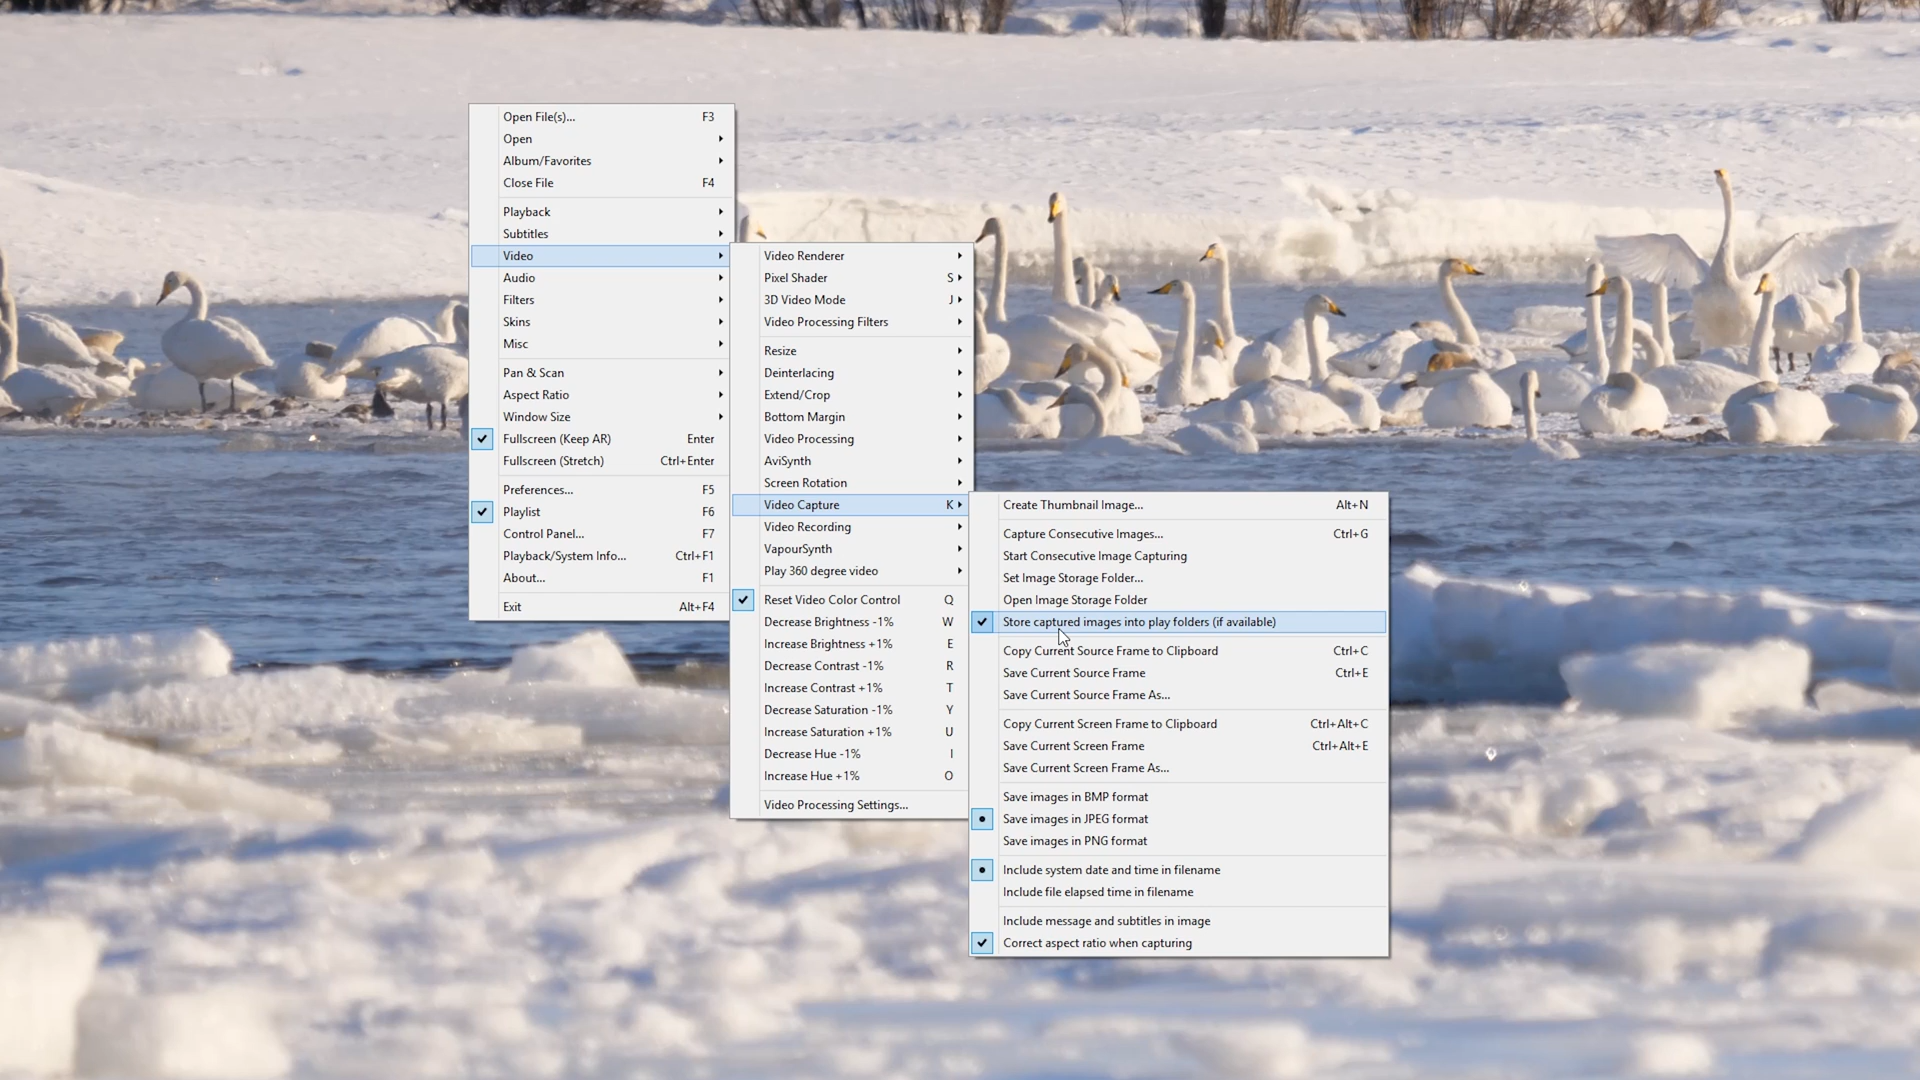 Open File(s)... F3
Open
Album/Favorites
Close File F4
Playback
Subtitles
Video
Audio
Filters
Skins
Misc
Pan & Scan
Aspect Ratio
Window Size
Fullscreen (Keep AR) Enter
Fullscreen (Stretch) Ctrl+Enter
Preferences... F5
Playlist F6
Control Panel... F7
Playback/System Info... Ctrl+F1
About... F1
Exit Alt+F4
Video Renderer
Pixel Shader S
3D Video Mode J
Video Processing Filters
Resize
Deinterlacing
Extend/Crop
Bottom Margin
Video Processing
AviSynth
Screen Rotation
Video Capture K
Video Recording
VapourSynth
Play 360 degree video
Reset Video Color Control Q
Decrease Brightness -1% W
Increase Brightness +1% E
Decrease Contrast -1% R
Increase Contrast +1% T
Decrease Saturation -1% Y
Increase Saturation +1% U
Decrease Hue -1% I
Increase Hue +1% O
Video Processing Settings...
Create Thumbnail Image... Alt+N
Capture Consecutive Images... Ctrl+G
Start Consecutive Image Capturing
Set Image Storage Folder...
Open Image Storage Folder
Store captured images into play folders (if available)
Copy Current Source Frame to Clipboard Ctrl+C
Save Current Source Frame Ctrl+E
Save Current Source Frame As...
Copy Current Screen Frame to Clipboard Ctrl+Alt+C
Save Current Screen Frame Ctrl+Alt+E
Save Current Screen Frame As...
Save images in BMP format
Save images in JPEG format
Save images in PNG format
Include system date and time in filename
Include file elapsed time in filename
Include message and subtitles in image
Correct aspect ratio when capturing